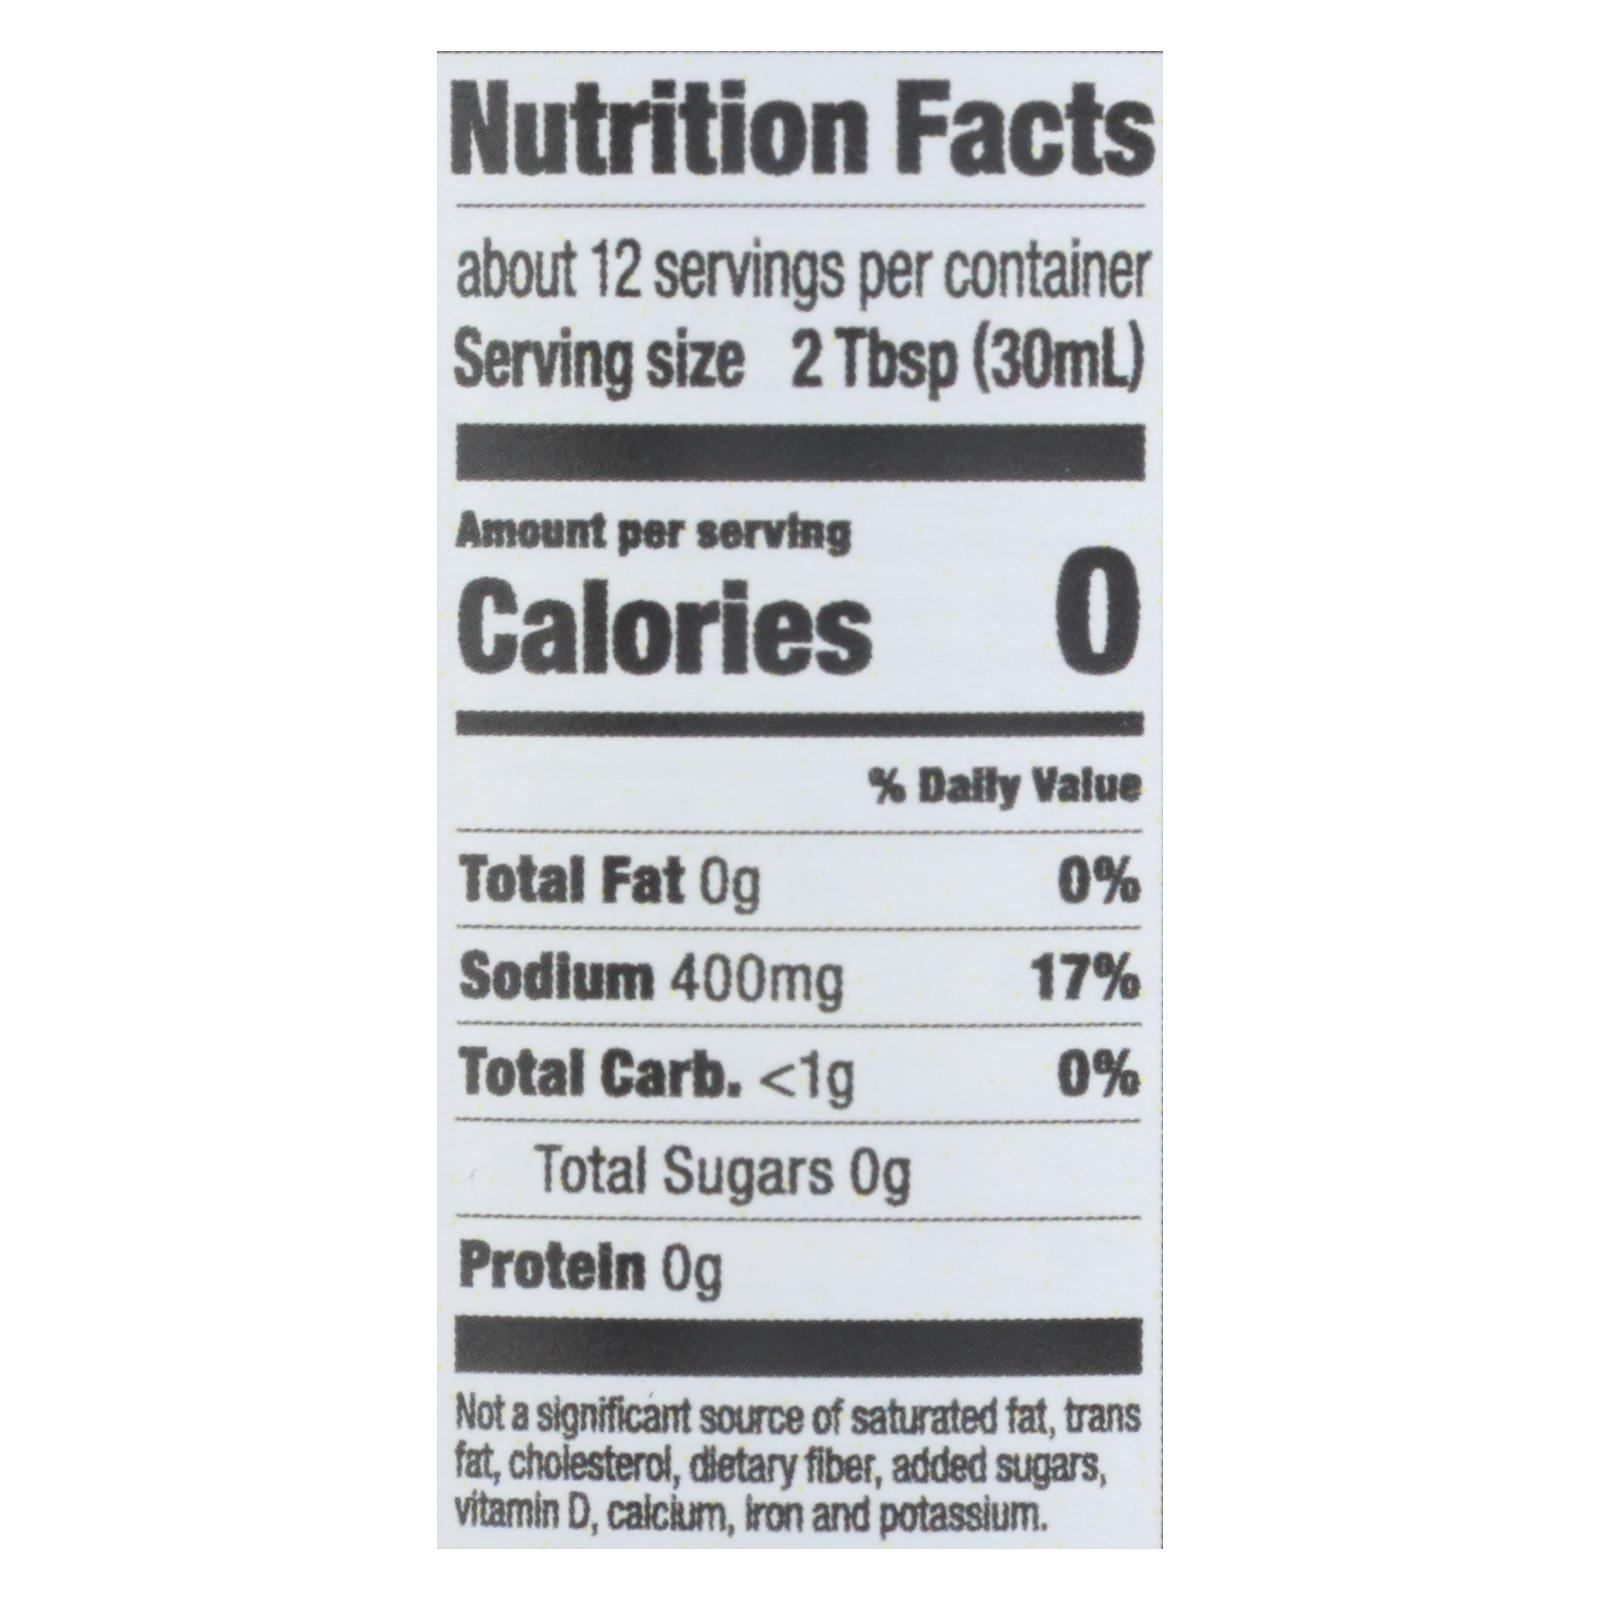 Nutrition Facts
about 12 servings per container
Serving size 2 Tbsp (30mL)
Amount per serving
Calories 0
% Daily Value
Total Fat 0g 0%
Sodium 400mg 17%
Total Carb. <1g 0%
Total Sugars 0g
Protein 0g
Not a significant source of saturated fat, trans
fat, cholesterol, dietary fiber, added sugars,
vitamin D, calcium, iron and potassium.